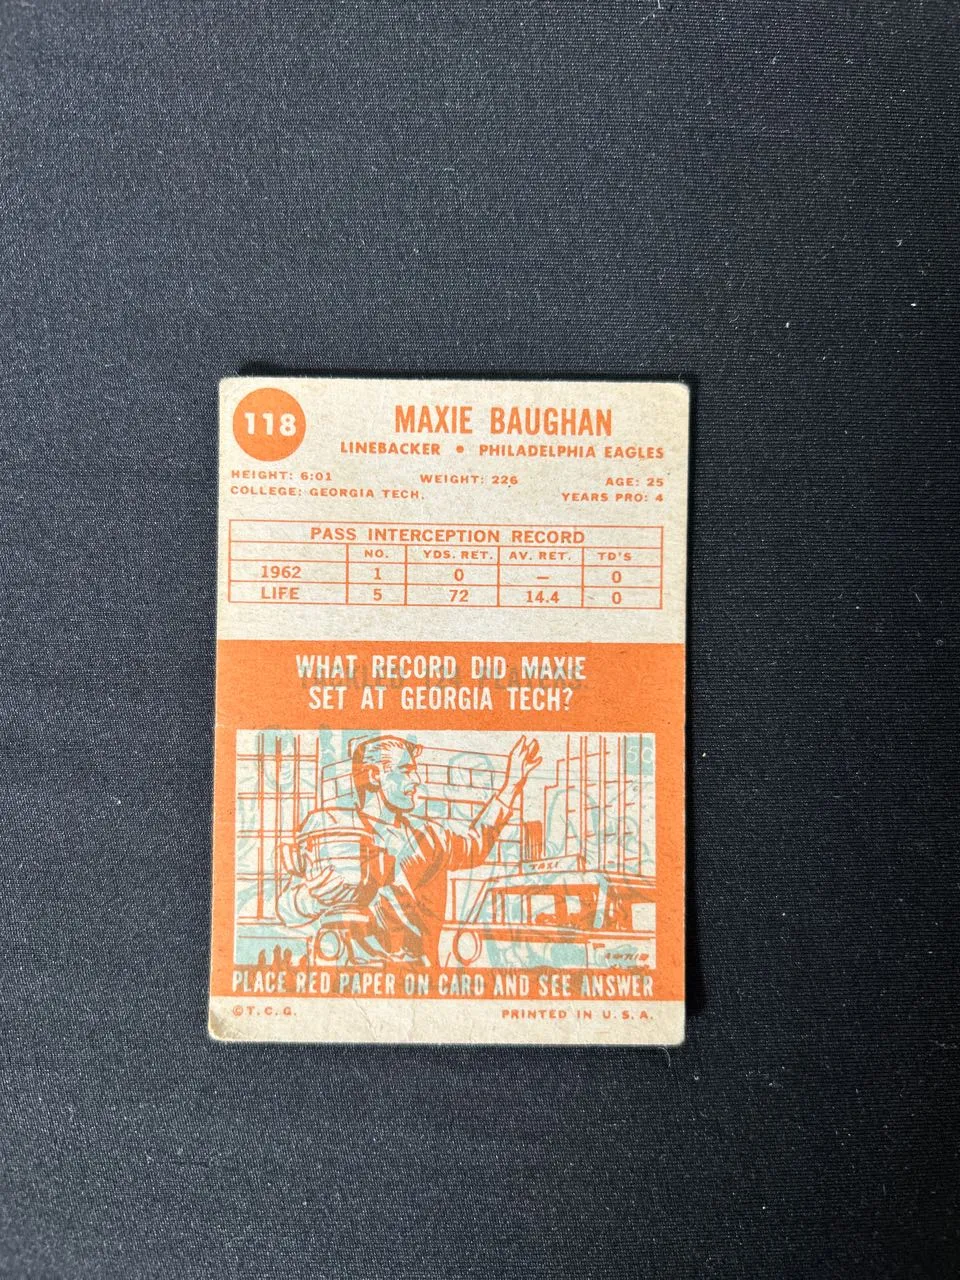 118
MAXIE BAUGHAN
LINEBACKER • PHILADELPHIA EAGLES
HEIGHT: 6:01 WEIGHT: 226 AGE: 25
COLLEGE: GEORGIA TECH. YEARS PRO: 4
PASS INTERCEPTION RECORD
NO. YDS. RET. AV. RET. TD'S
1962 1 0 — 0
LIFE 5 72 14.4 0
WHAT RECORD DID MAXIE
SET AT GEORGIA TECH?
50
TAXI
PLACE RED PAPER ON CARD AND SEE ANSWER
©T.C.G. PRINTED IN U.S.A.